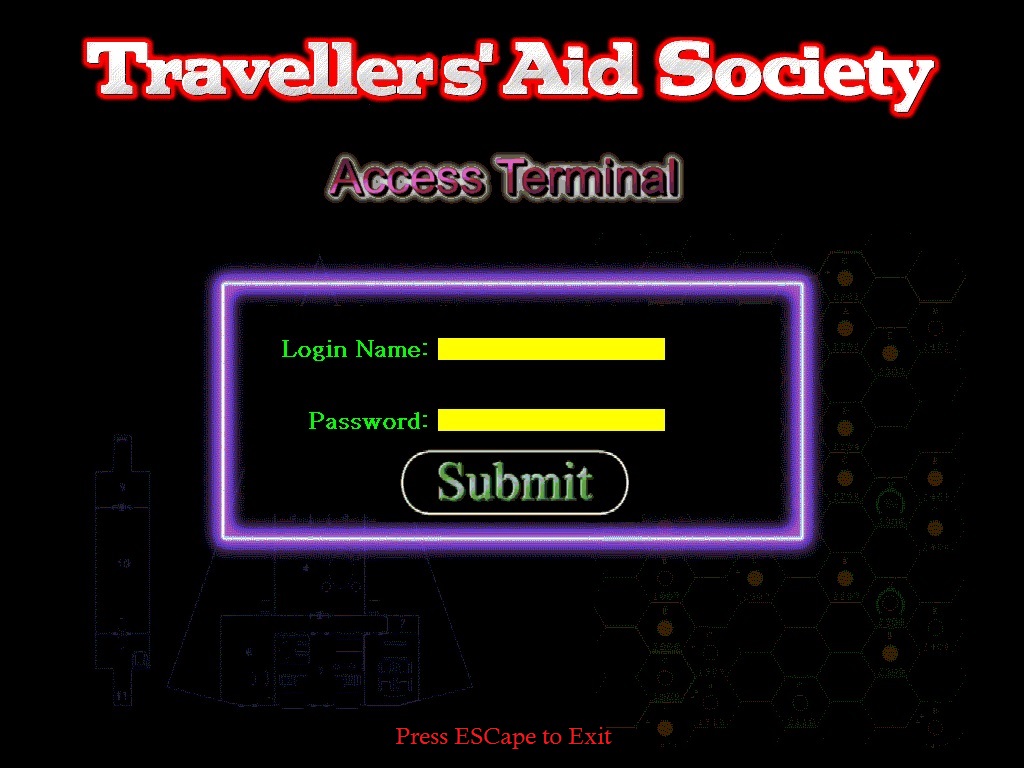 Travellers' Aid Society
Access Terminal
Login Name:
Password:
Submit
Press ESCape to Exit